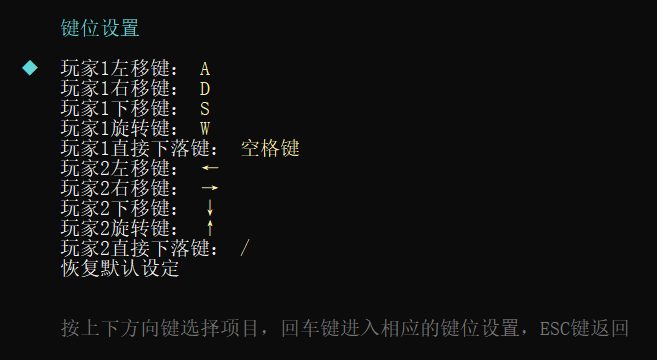 键位设置
玩家1左移键： A
玩家1右移键： D
玩家1下移键： S
玩家1旋转键： W
玩家1直接下落键： 空格键
玩家2左移键： ←
玩家2右移键： →
玩家2下移键： ↓
玩家2旋转键： ↑
玩家2直接下落键： /
恢复默认设定
按上下方向键选择项目，回车键进入相应的键位设置，ESC键返回